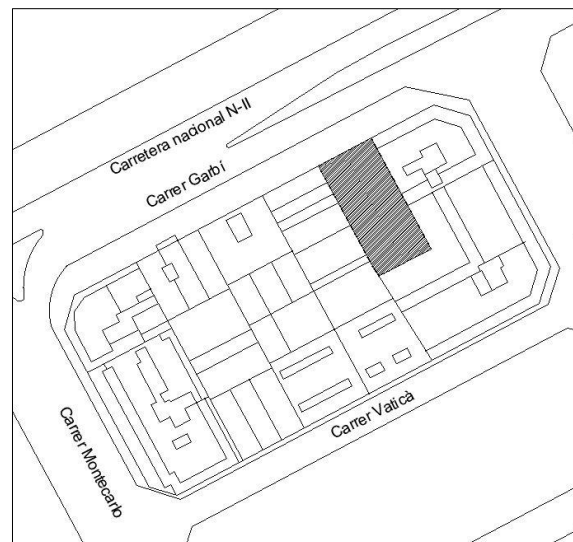 Carretera nacional N-II
Carrer Garbí
Carrer Montecarlo
Carrer Vaticà